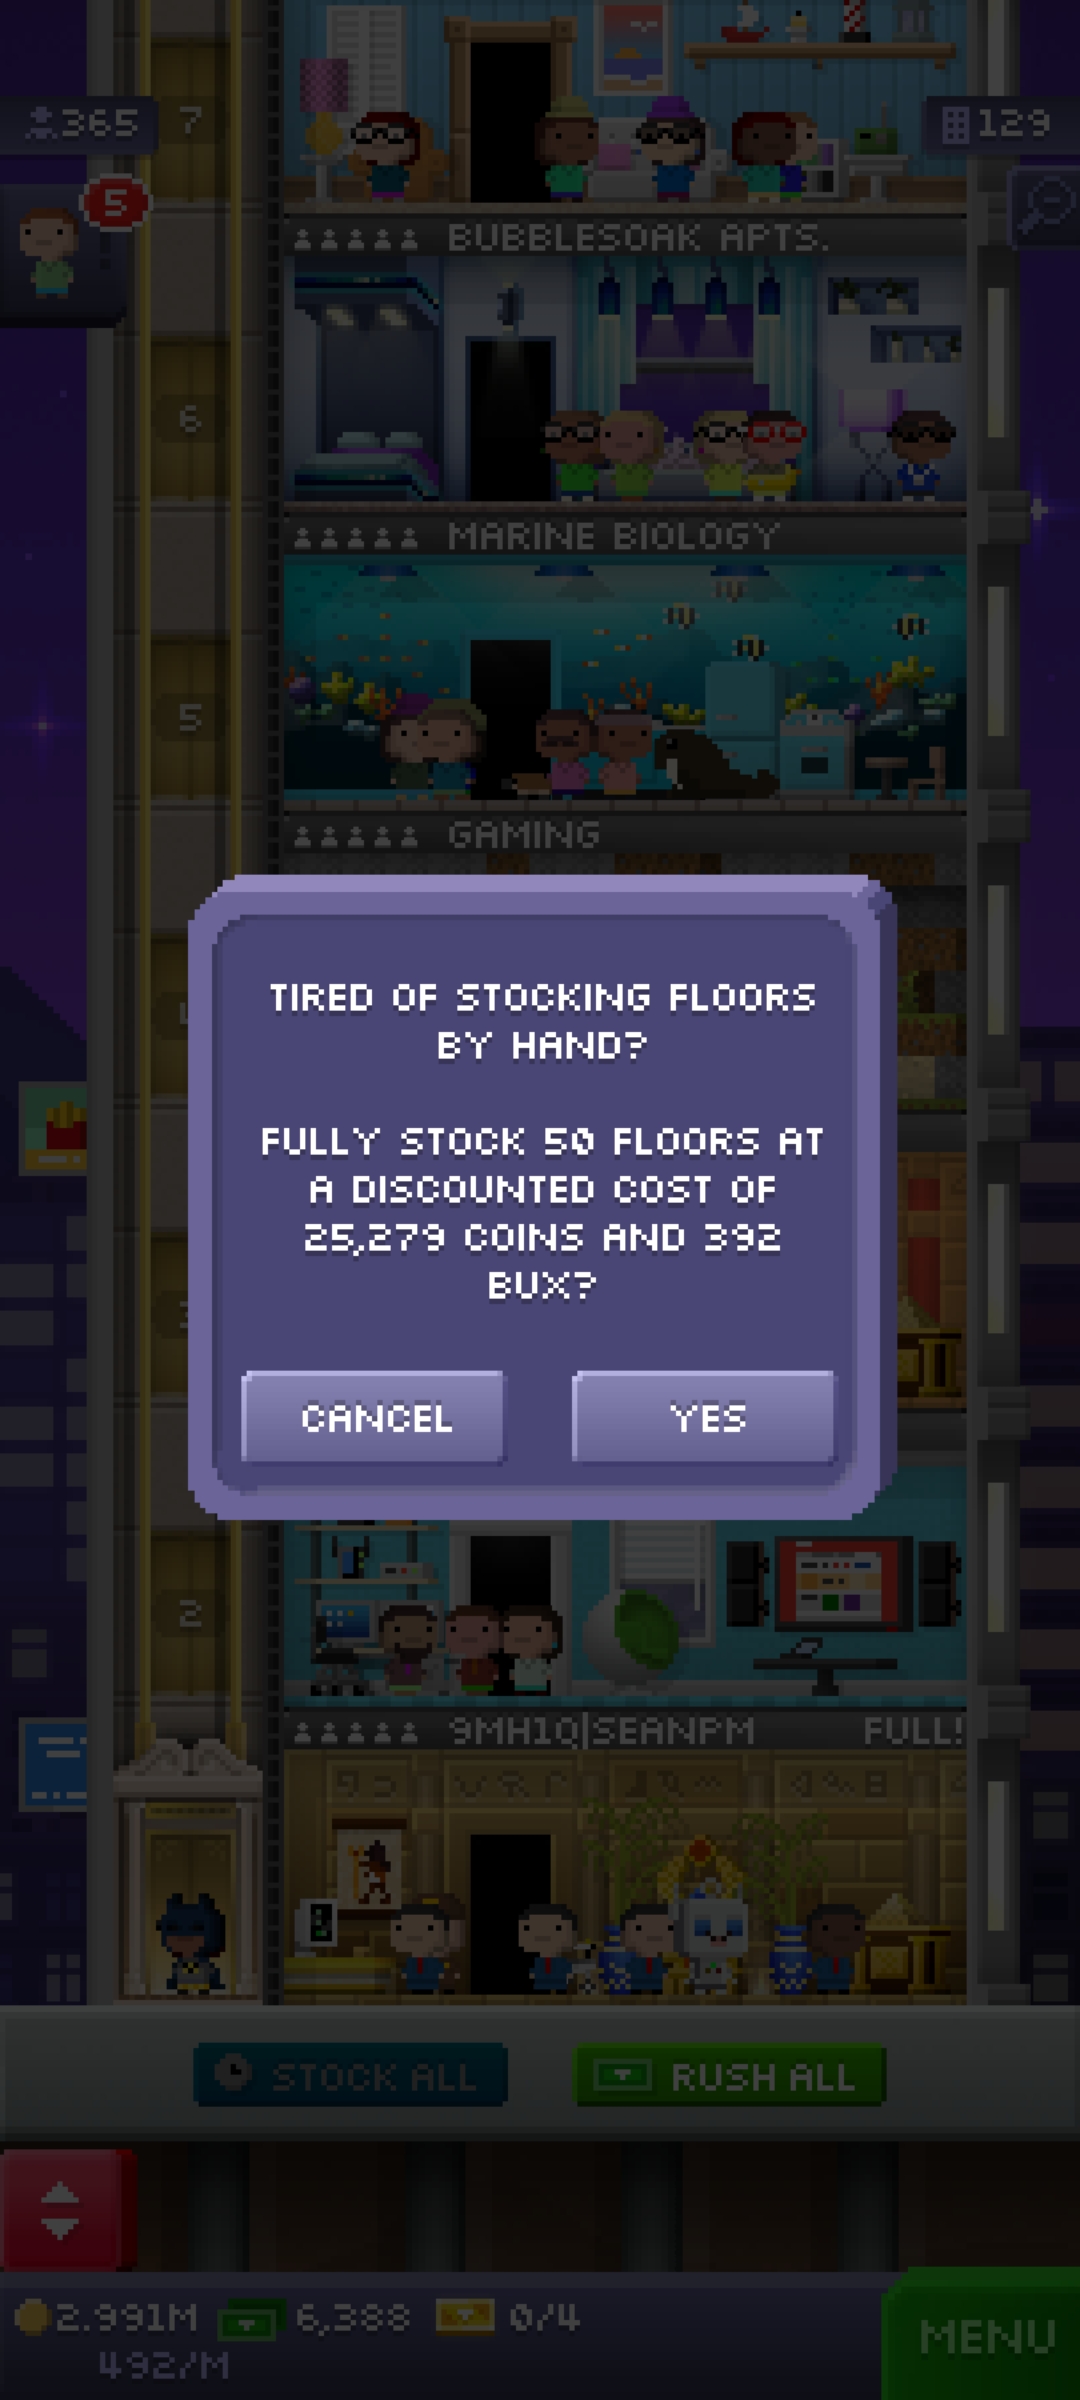 365
7
129
5
BUBBLESOAK APTS.
6
MARINE BIOLOGY
5
GAMING
TIRED OF STOCKING FLOORS
BY HAND?
FULLY STOCK 50 FLOORS AT
A DISCOUNTED COST OF
25,279 COINS AND 392
BUX?
CANCEL
YES
2
9MH1Q|SEANPM
FULL!
STOCK ALL
RUSH ALL
2.991M
6,388
0/4
492/M
MENU